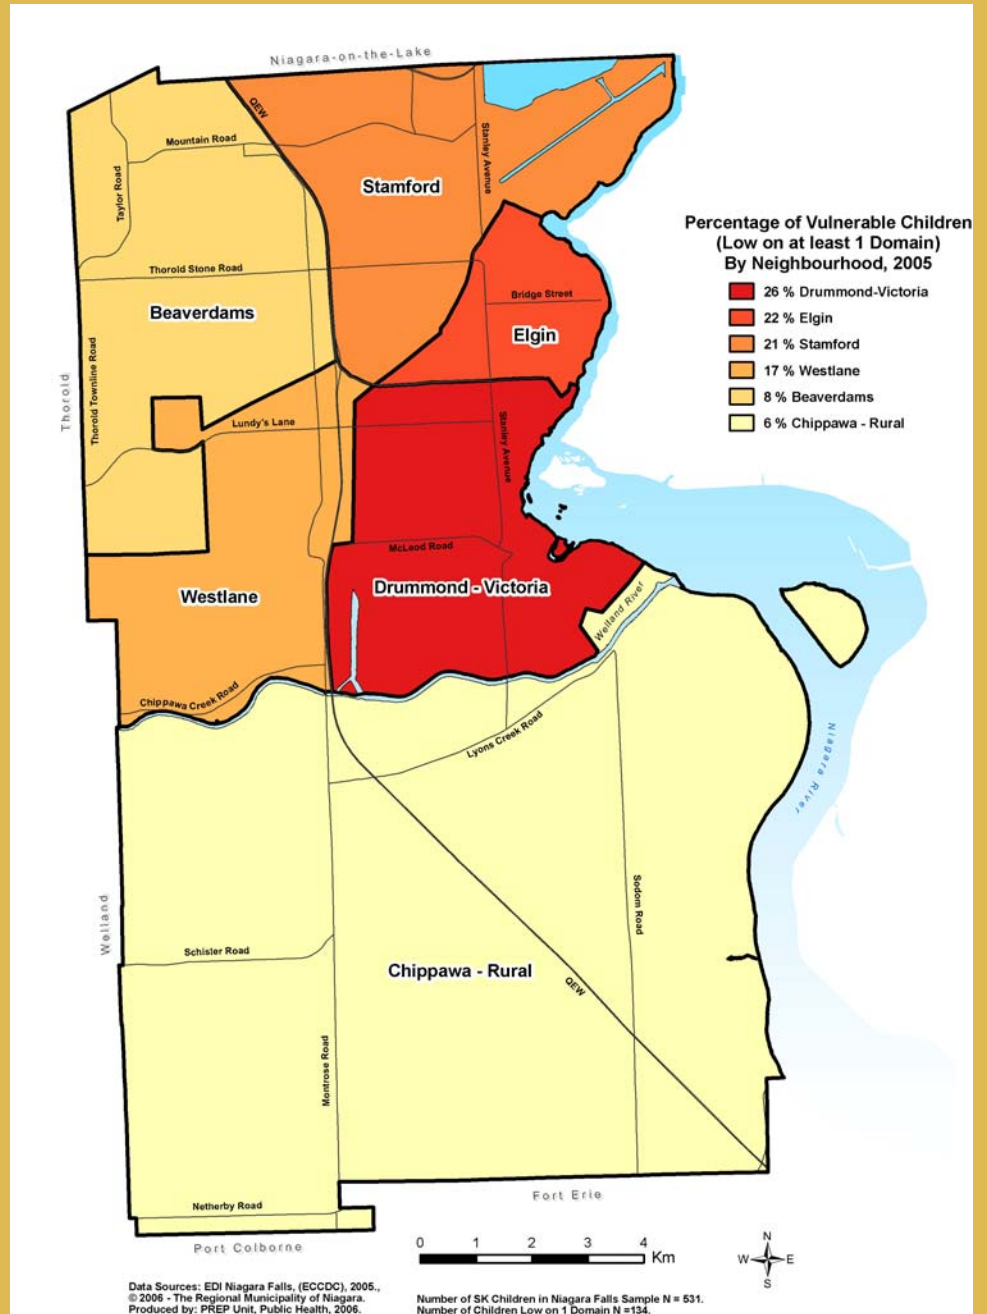 Niagara-on-the-Lake
QEW
Mountain Road
Stanley Avenue
Taylor Road
Stamford
Percentage of Vulnerable Children
(Low on at least 1 Domain)
By Neighbourhood, 2005
26 % Drummond-Victoria
22 % Elgin
21 % Stamford
17 % Westlane
8 % Beaverdams
6 % Chippawa - Rural
Thorold Stone Road
Bridge Street
Beaverdams
Elgin
Thorold
Thorold Townline Road
Lundy's Lane
Stanley Avenue
McLeod Road
Westlane
Drummond - Victoria
Welland River
Chippawa Creek Road
Lyons Creek Road
Niagara River
Welland
Sodom Road
Schisler Road
Chippawa - Rural
QEW
Montrose Road
Netherby Road
Fort Erie
Port Colborne
0 1 2 3 4
Km
N
W E
S
Data Sources: EDI Niagara Falls, (ECCDC), 2005.,
© 2006 - The Regional Municipality of Niagara.
Produced by: PREP Unit, Public Health, 2006.
Number of SK Children in Niagara Falls Sample N = 531.
Number of Children Low on 1 Domain N =134.